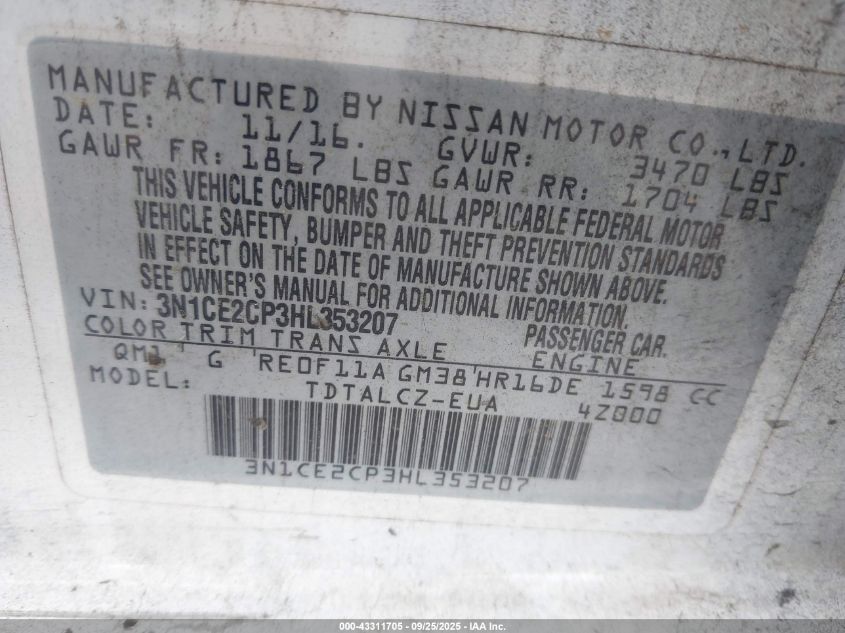 MANUFACTURED BY NISSAN MOTOR CO., LTD.
DATE: 11/16. GVWR: 3470 LBS
GAWR FR: 1867 LBS GAWR RR: 1704 LBS
THIS VEHICLE CONFORMS TO ALL APPLICABLE FEDERAL MOTOR
VEHICLE SAFETY, BUMPER AND THEFT PREVENTION STANDARDS
IN EFFECT ON THE DATE OF MANUFACTURE SHOWN ABOVE.
SEE OWNER'S MANUAL FOR ADDITIONAL INFORMATION.
VIN: 3N1CE2CP3HL353207 PASSENGER CAR.
COLOR TRIM TRANS AXLE ENGINE
QM1 G RE0F11A GM38 HR16DE 1598 CC
MODEL: TDTALCZ-EUA 4Z000
3N1CE2CP3HL353207
000-43311705 - 09/25/2025 - IAA Inc.